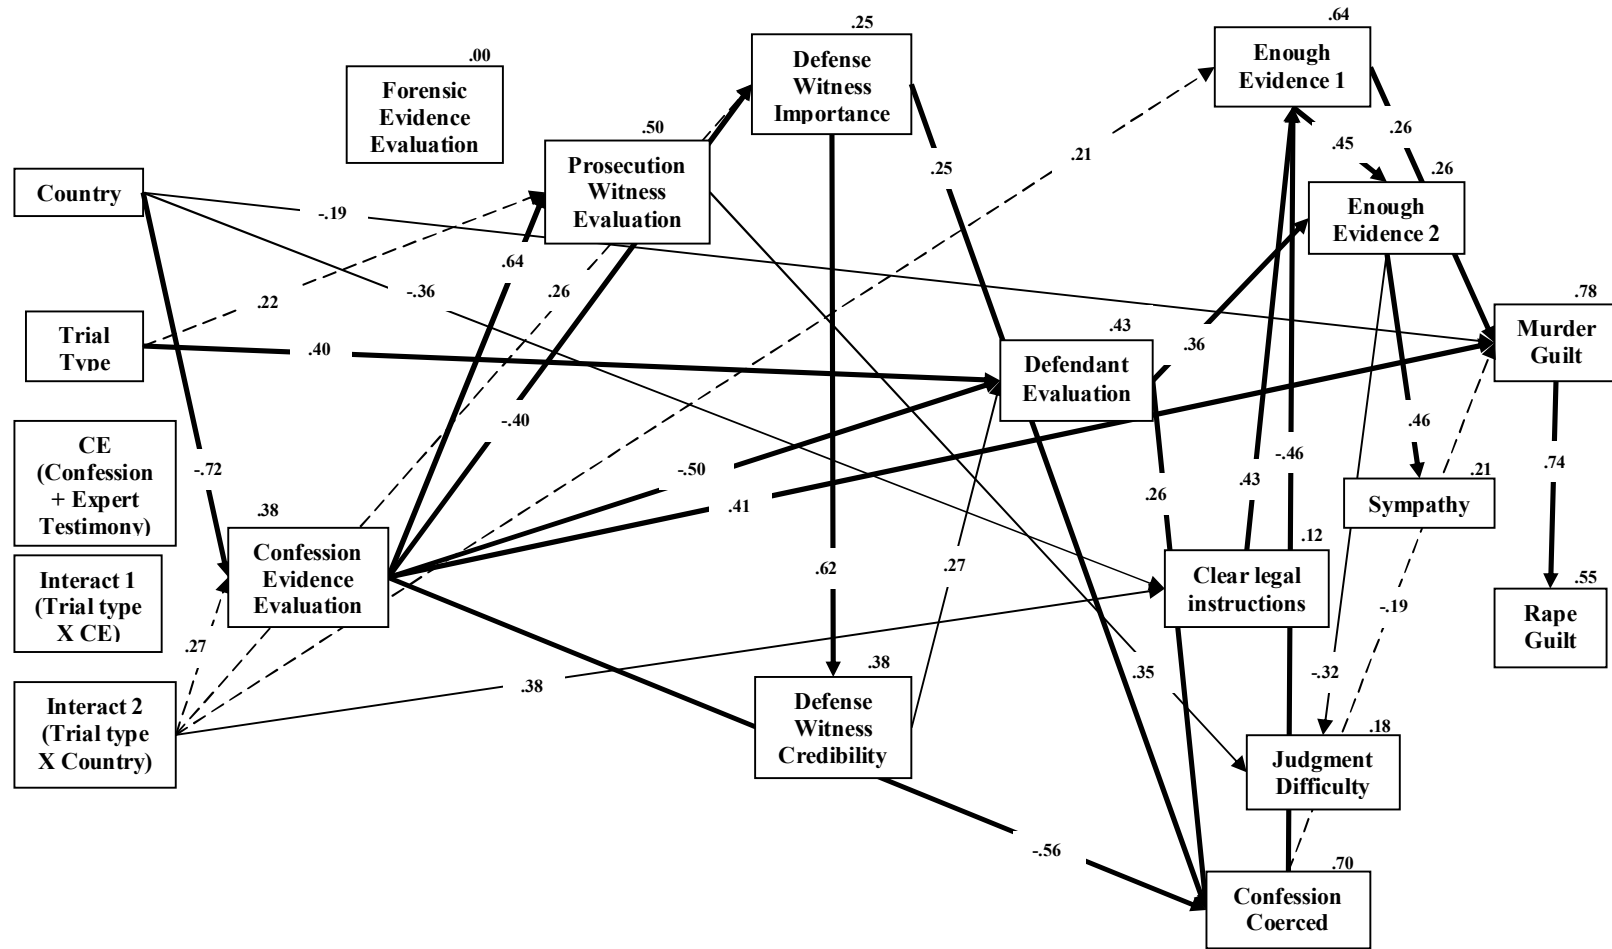 .00
Forensic
Evidence
Evaluation
.25
Defense
Witness
Importance
.64
Enough
Evidence 1
.50
Prosecution
Witness
Evaluation
Country
-.19
.21
.25
.26
.45
.26
Enough
Evidence 2
.64
.26
.22
-.36
Trial
Type
.40
.43
Defendant
Evaluation
.36
.78
Murder
Guilt
-.40
-.50
.41
.46
-.46
.43
.26
.74
.21
Sympathy
CE
(Confession
+ Expert
Testimony)
-.72
.38
Confession
Evidence
Evaluation
.62
.27
.12
Clear legal
instructions
-.19
.55
Rape
Guilt
Interact 1
(Trial type
X CE)
.27
Interact 2
(Trial type
X Country)
.38
.38
Defense
Witness
Credibility
.35
-.32
.18
Judgment
Difficulty
-.56
.70
Confession
Coerced